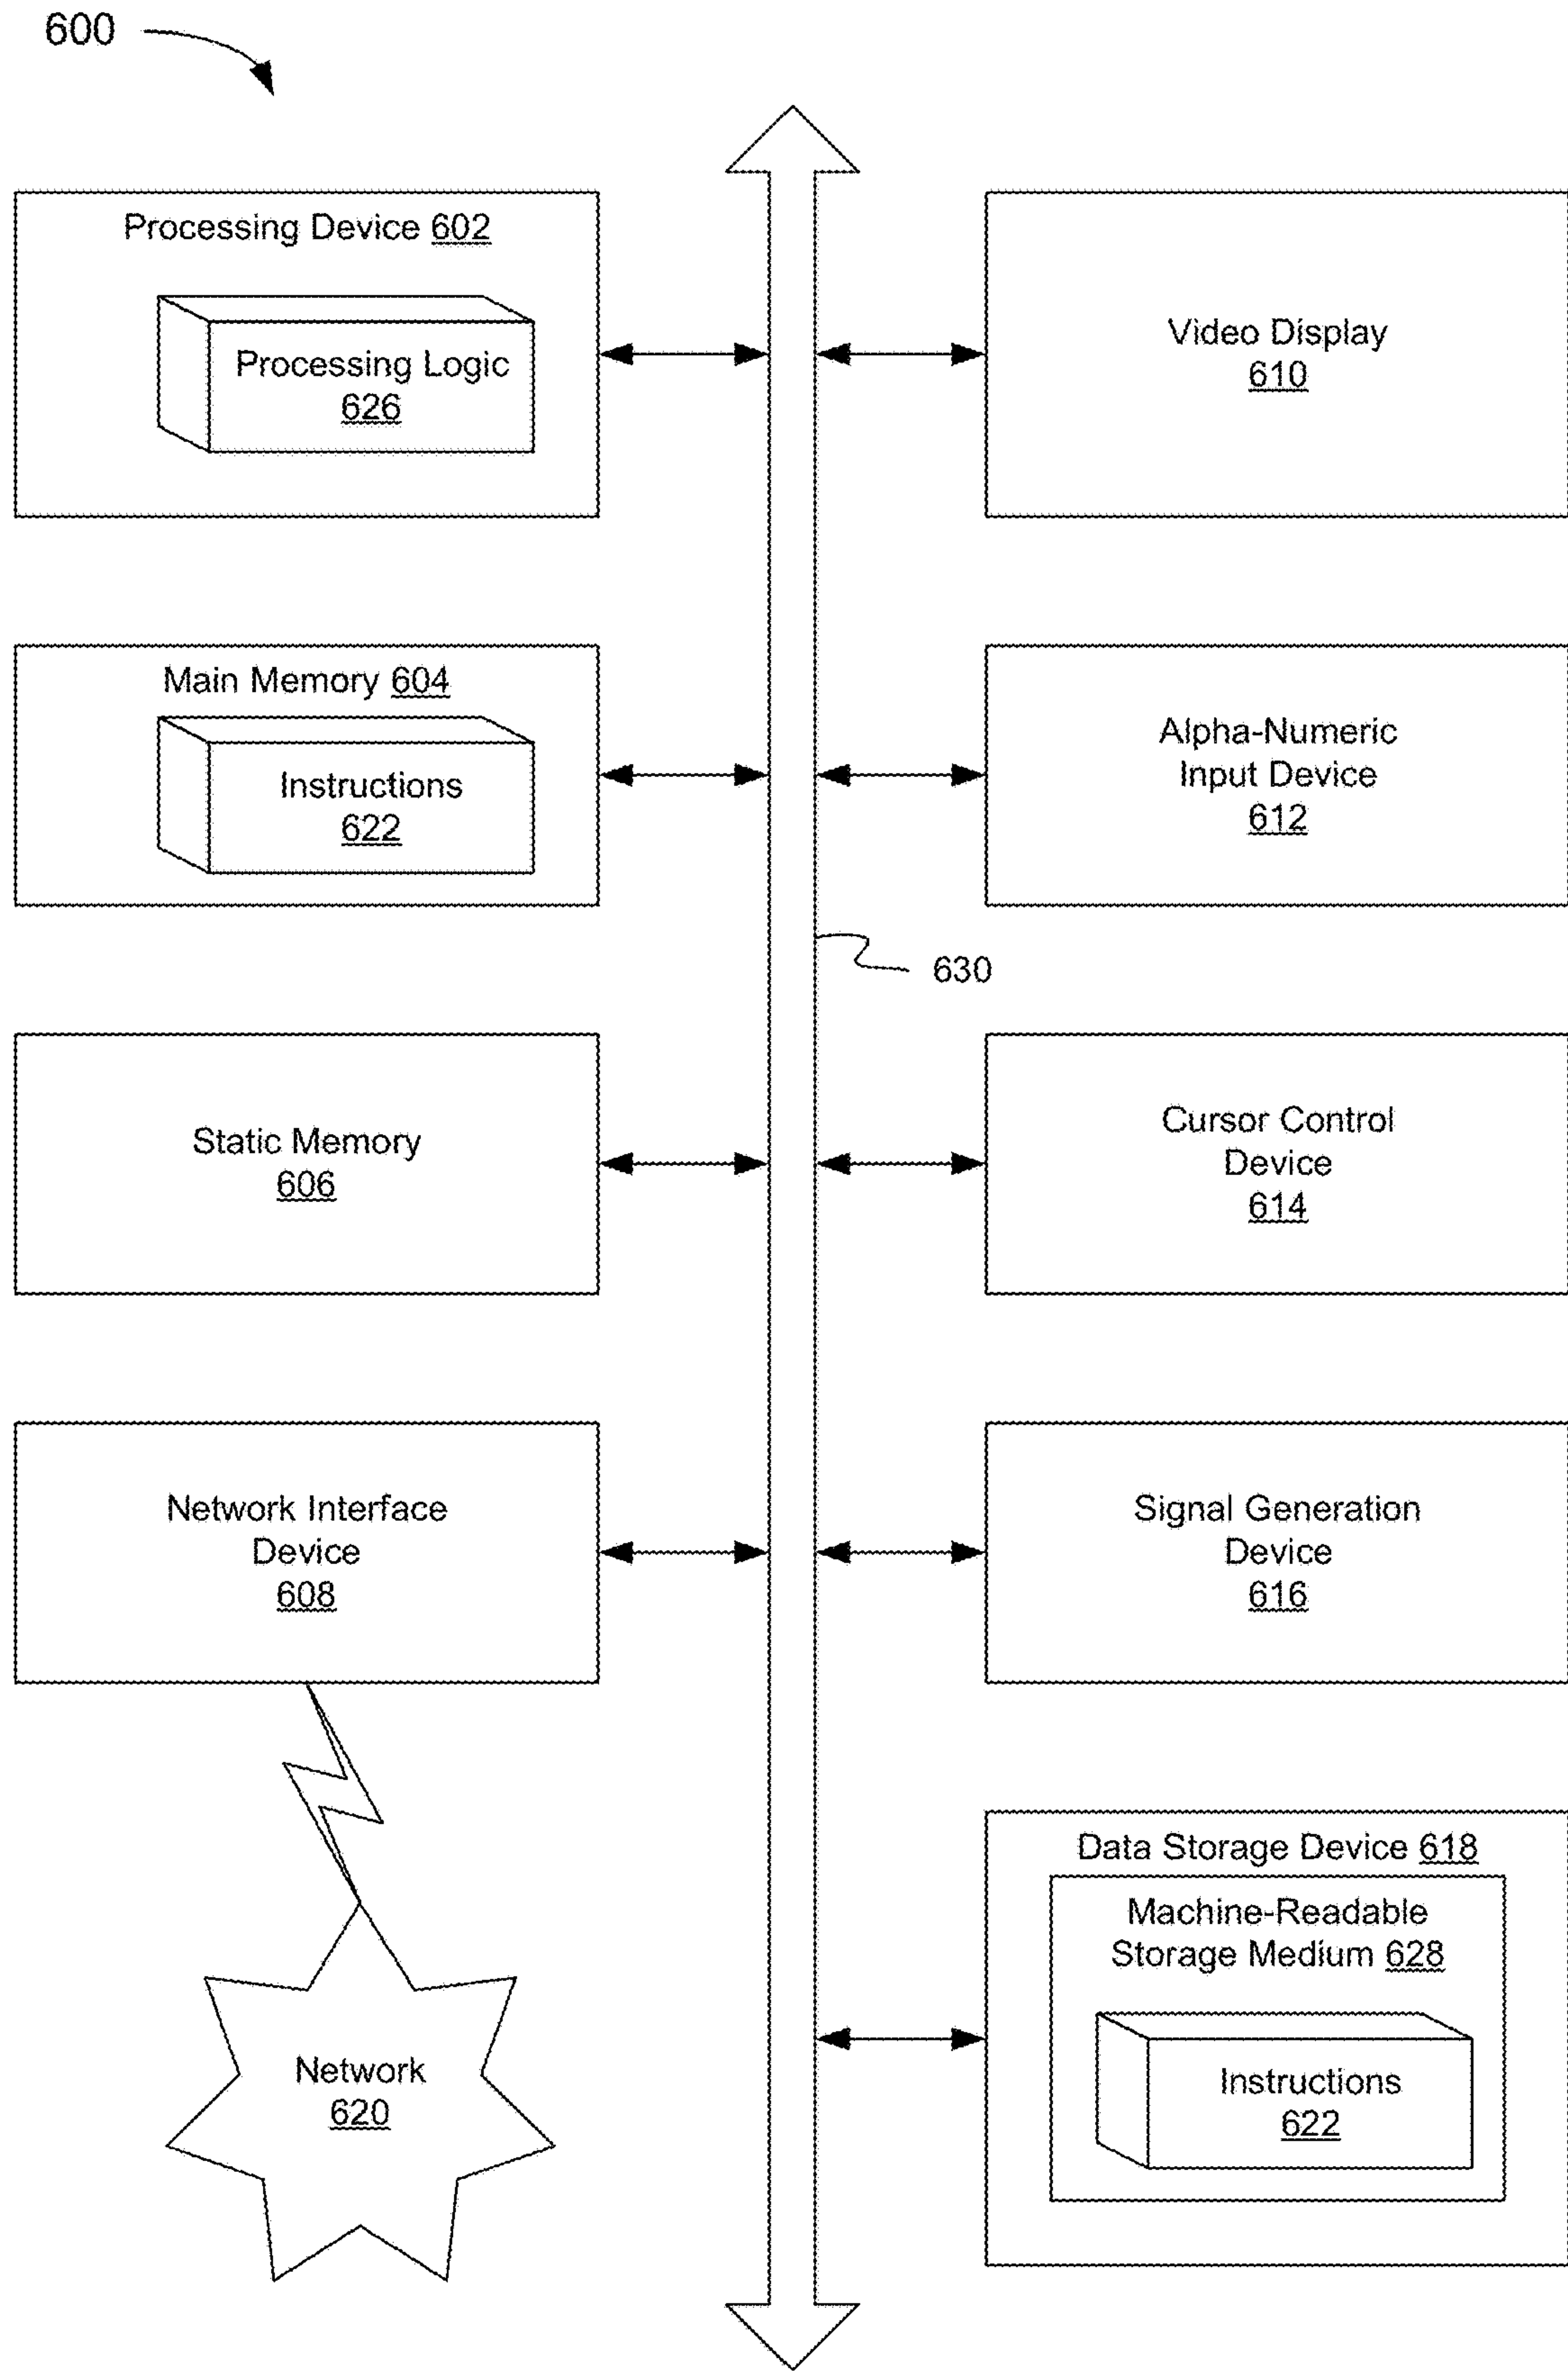 600
Processing Device 602
Processing Logic
626
Video Display
610
Main Memory 604
Instructions
622
Alpha-Numeric
Input Device
612
630
Static Memory
606
Cursor Control
Device
614
Network Interface
Device
608
Signal Generation
Device
616
Data Storage Device 618
Machine-Readable
Storage Medium 628
Instructions
622
Network
620